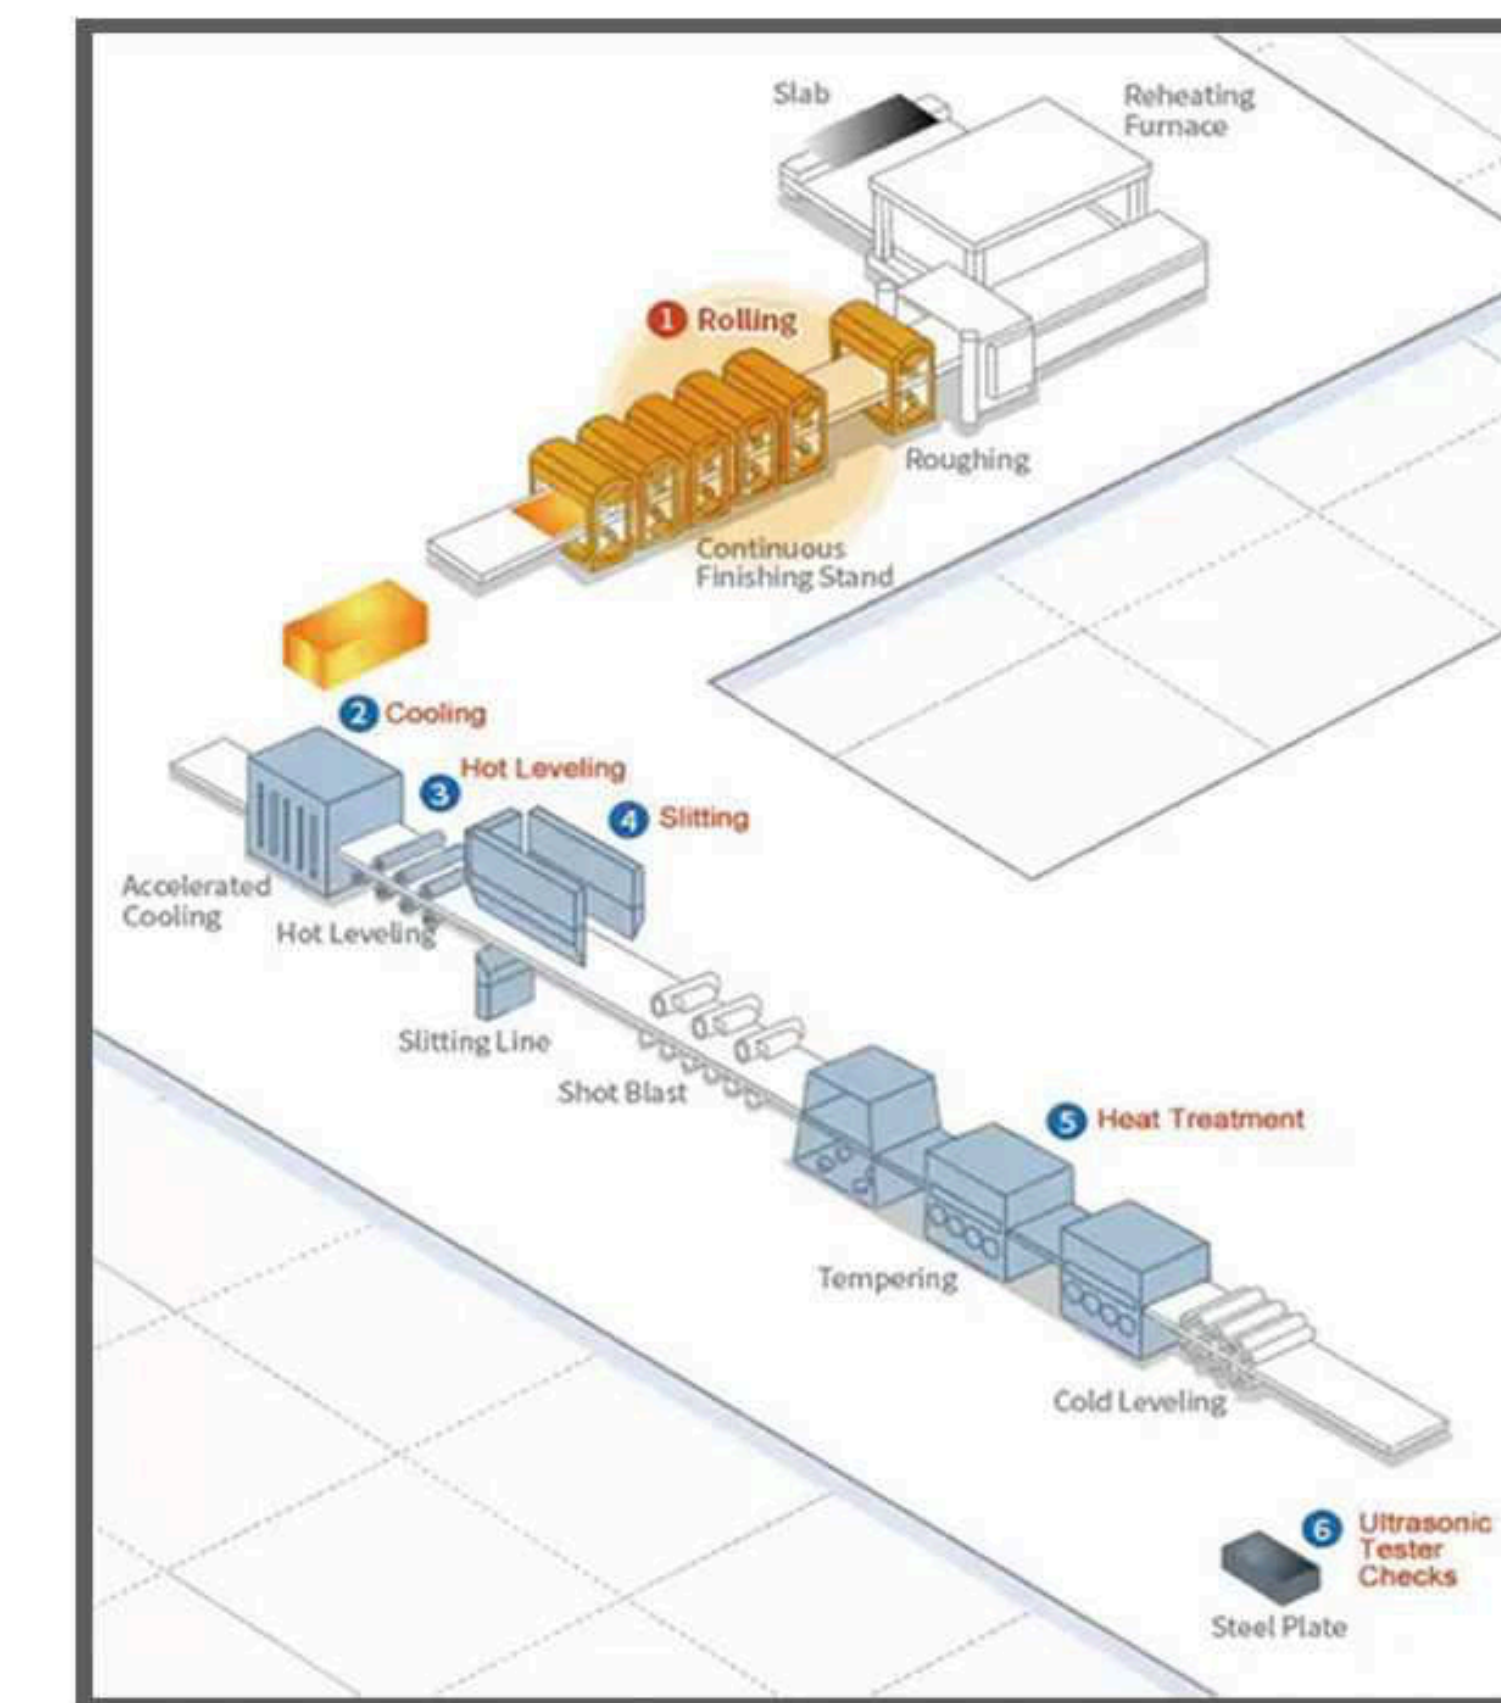 Slab
Reheating
Furnace
1 Rolling
Roughing
Continuous
Finishing Stand
2 Cooling
Hot Leveling
3
4 Slitting
Accelerated
Cooling
Hot Leveling
Slitting Line
Shot Blast
5 Heat Treatment
Tempering
Cold Leveling
6 Ultrasonic
Tester
Checks
Steel Plate